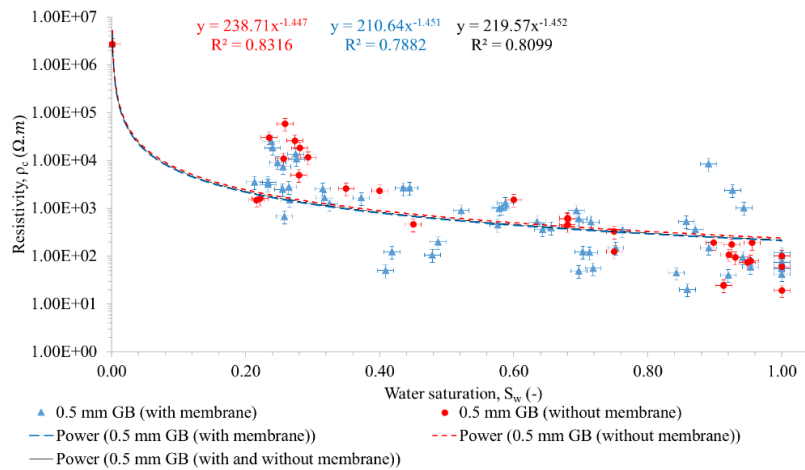 y = 238.71x^-1.447 y = 210.64x^-1.451 y = 219.57x^-1.452
R² = 0.8316 R² = 0.7882 R² = 0.8099
1.00E+07
1.00E+06
1.00E+05
1.00E+04
1.00E+03
1.00E+02
1.00E+01
1.00E+00
Resistivity, ρc (Ω.m)
0.00 0.20 0.40 0.60 0.80 1.00
Water saturation, Sw (-)
0.5 mm GB (with membrane) 0.5 mm GB (without membrane)
Power (0.5 mm GB (with membrane)) Power (0.5 mm GB (without membrane))
Power (0.5 mm GB (with and without membrane))